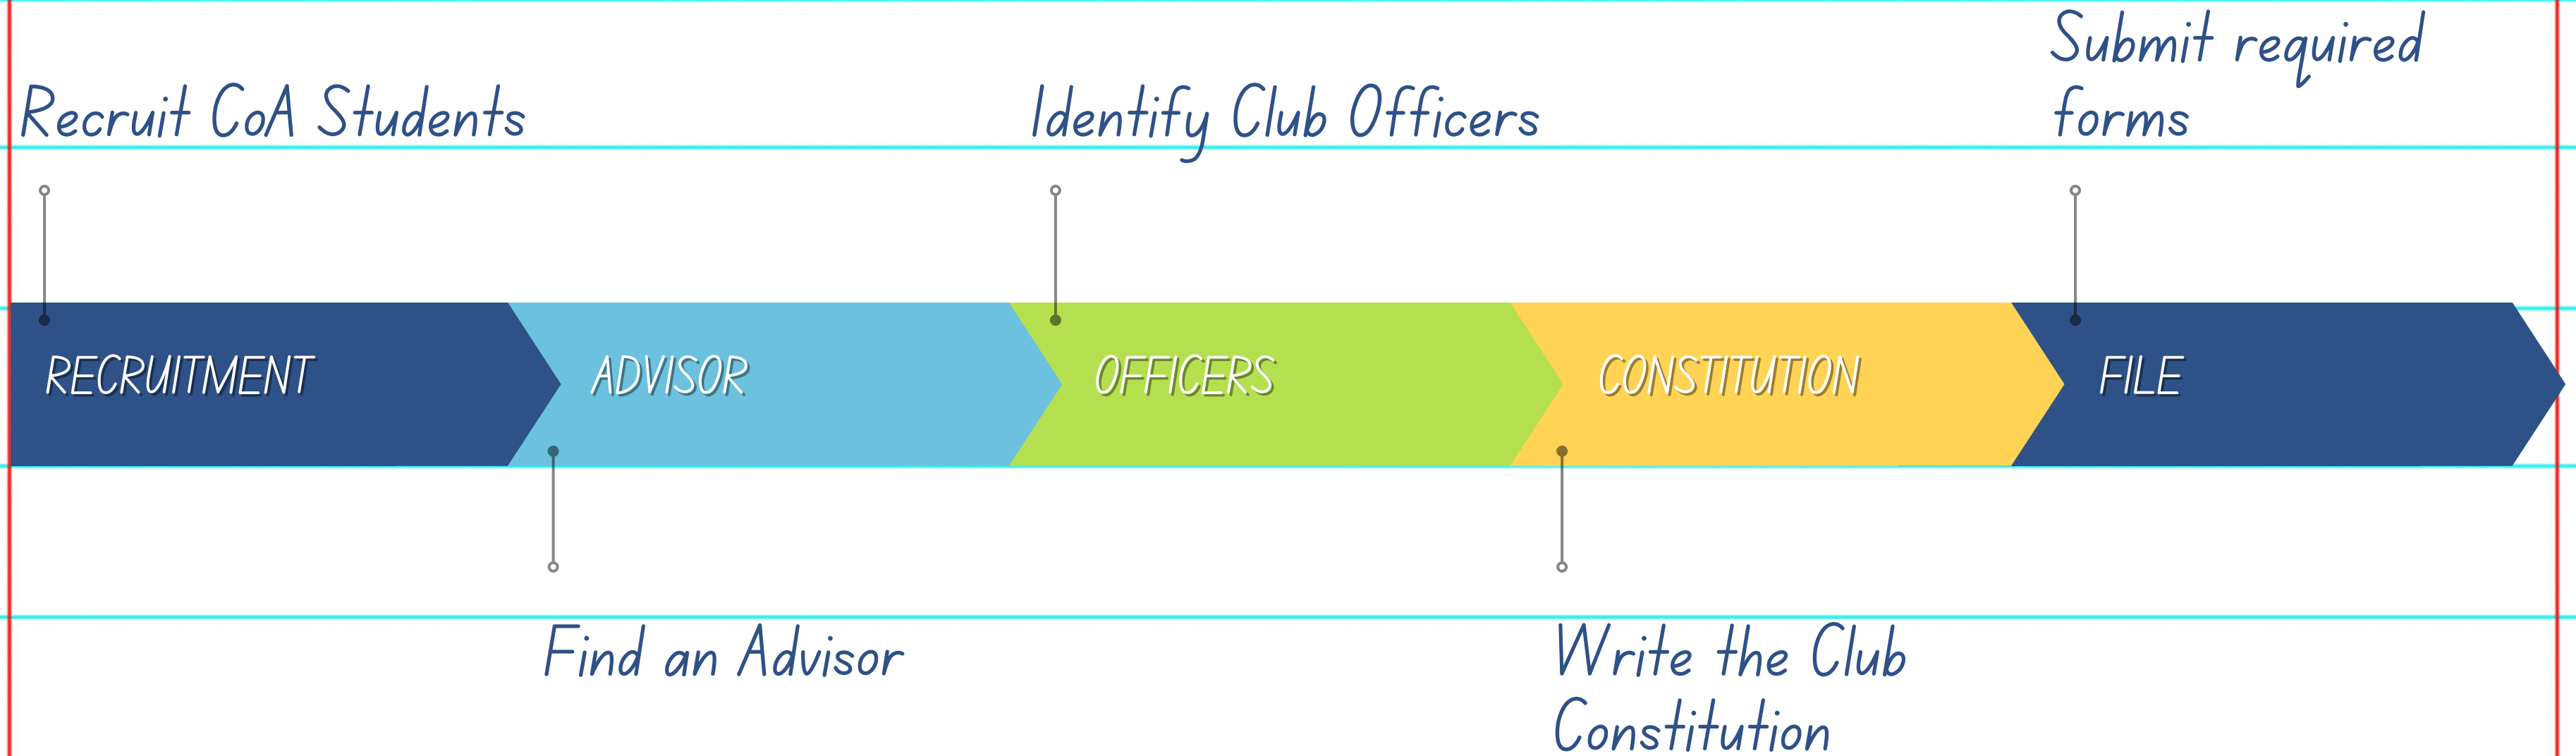 Recruit CoA Students
Identify Club Officers
Submit required
forms
RECRUITMENT
ADVISOR
OFFICERS
CONSTITUTION
FILE
Find an Advisor
Write the Club
Constitution